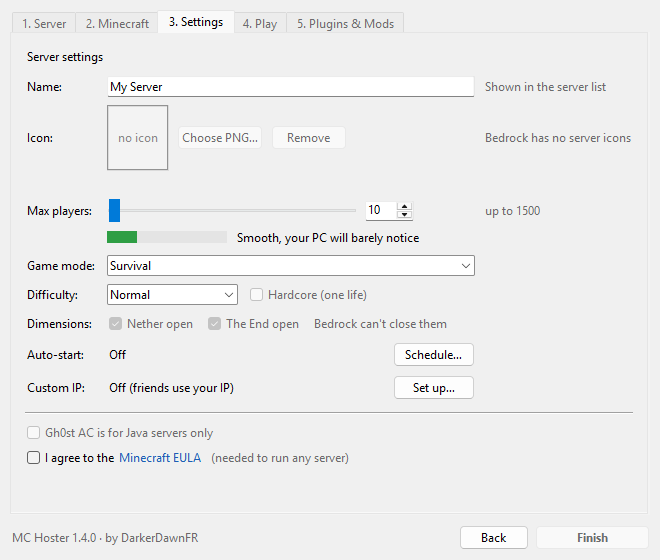 1. Server 2. Minecraft 3. Settings 4. Play 5. Plugins & Mods
Server settings
Name: My Server Shown in the server list
Icon: no icon Choose PNG... Remove Bedrock has no server icons
Max players: 10 up to 1500
Smooth, your PC will barely notice
Game mode: Survival
Difficulty: Normal Hardcore (one life)
Dimensions: Nether open The End open Bedrock can't close them
Auto-start: Off Schedule...
Custom IP: Off (friends use your IP) Set up...
Gh0st AC is for Java servers only
I agree to the Minecraft EULA (needed to run any server)
MC Hoster 1.4.0 · by DarkerDawnFR Back Finish